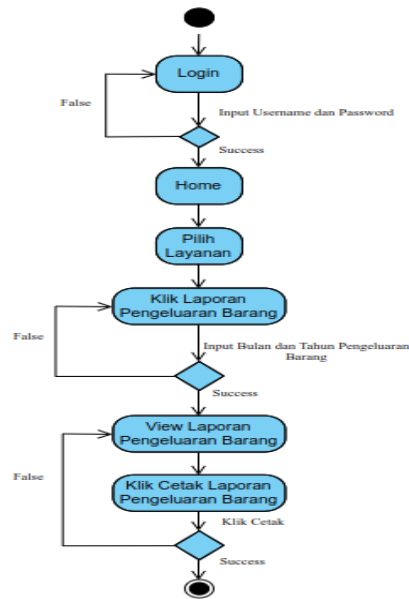 Login
False
Input Username dan Password
Success
Home
Pilih
Layanan
Klik Laporan
Pengeluaran Barang
False
Input Bulan dan Tahun Pengeluaran
Barang
Success
View Laporan
Pengeluaran Barang
False
Klik Cetak Laporan
Pengeluaran Barang
Klik Cetak
Success